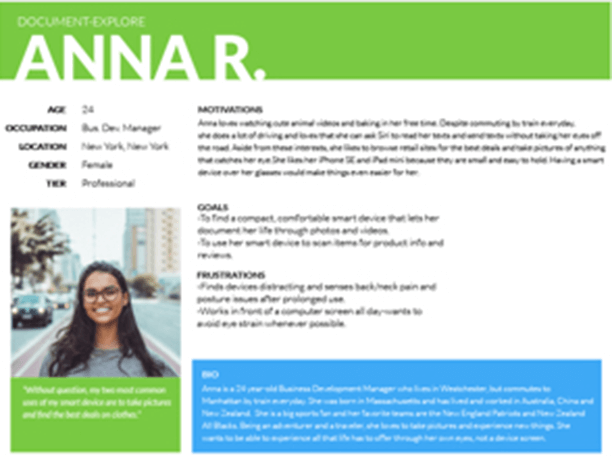 DOCUMENT-EXPLORE
ANNA R.
AGE 24
OCCUPATION Bus. Dev. Manager
LOCATION New York, New York
GENDER Female
TIER Professional
MOTIVATIONS
Anna loves watching cute animal videos and baking in her free time. Despite commuting by train everyday,
she does a lot of driving and loves that she can ask Siri to read her texts and send texts without taking her eyes off
the road. Aside from these interests, she likes to browse retail sites for the best deals and take pictures of anything
that catches her eye. She likes her iPhone SE and iPad mini because they are small and easy to hold. Having a smart
device over her glasses would make things even easier for her.
GOALS
-To find a compact, comfortable smart device that lets her
document her life through photos and videos.
-To use her smart device to scan items for product info and
reviews.
FRUSTRATIONS
-Finds devices distracting and senses back/neck pain and
posture issues after prolonged use.
-Works in front of a computer screen all day-wants to
avoid eye strain whenever possible.
"Without question, my two most common
uses of my smart device are to take pictures
and find the best deals on clothes."
BIO
Anna is a 24 year old Business Development Manager who lives in Westchester, but commutes to
Manhattan by train everyday. She was born in Massachusetts and has lived and worked in Australia, China and
New Zealand. She is a big sports fan and her favorite teams are the New England Patriots and New Zealand
All Blacks. Being an adventurer and a traveler, she loves to take pictures and experience new things. She
wants to be able to experience all that life has to offer through her own eyes, not a device screen.